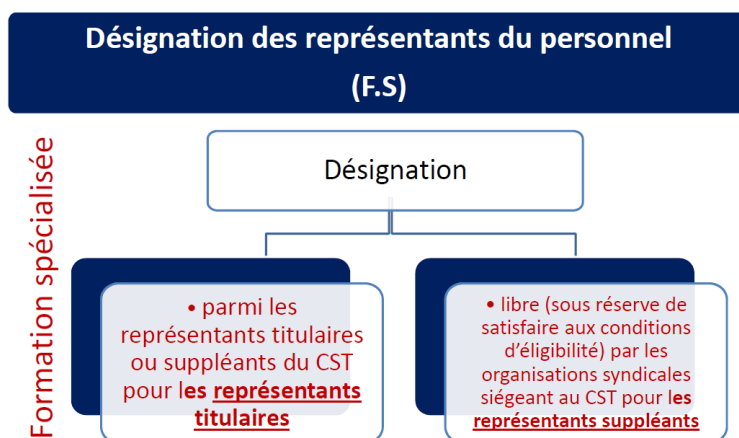 Désignation des représentants du personnel
(F.S)
Formation spécialisée
Désignation
• parmi les
représentants titulaires
ou suppléants du CST
pour les représentants
titulaires
• libre (sous réserve de
satisfaire aux conditions
d'éligibilité) par les
organisations syndicales
siégeant au CST pour les
représentants suppléants